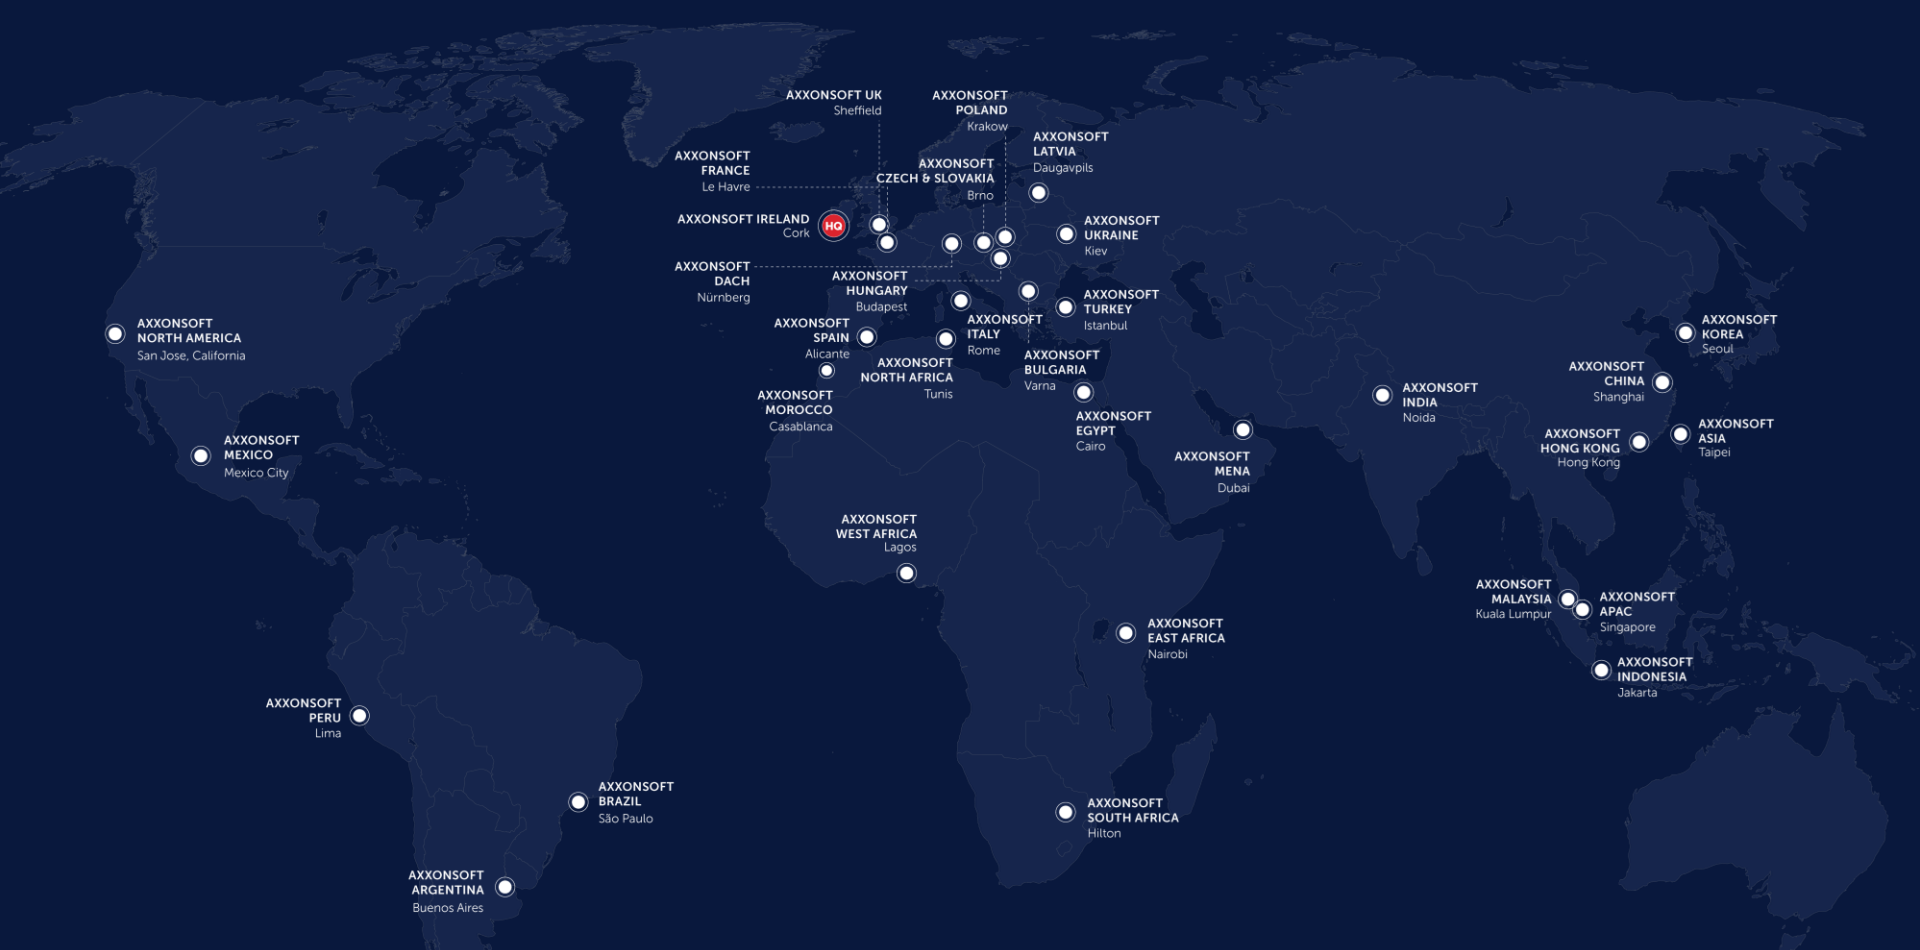 AXXONSOFT UK
Sheffield
AXXONSOFT
POLAND
Krakow
AXXONSOFT
LATVIA
Daugavpils
AXXONSOFT
FRANCE
Le Havre
AXXONSOFT
CZECH & SLOVAKIA
Brno
AXXONSOFT IRELAND
Cork
HQ
AXXONSOFT
UKRAINE
Kiev
AXXONSOFT
DACH
Nürnberg
AXXONSOFT
HUNGARY
Budapest
AXXONSOFT
TURKEY
Istanbul
AXXONSOFT
NORTH AMERICA
San Jose, California
AXXONSOFT
SPAIN
Alicante
AXXONSOFT
ITALY
Rome
AXXONSOFT
KOREA
Seoul
AXXONSOFT
NORTH AFRICA
Tunis
AXXONSOFT
BULGARIA
Varna
AXXONSOFT
CHINA
Shanghai
AXXONSOFT
MOROCCO
Casablanca
AXXONSOFT
INDIA
Noida
AXXONSOFT
EGYPT
Cairo
AXXONSOFT
HONG KONG
Hong Kong
AXXONSOFT
ASIA
Taipei
AXXONSOFT
MEXICO
Mexico City
AXXONSOFT
MENA
Dubai
AXXONSOFT
WEST AFRICA
Lagos
AXXONSOFT
MALAYSIA
Kuala Lumpur
AXXONSOFT
APAC
Singapore
AXXONSOFT
EAST AFRICA
Nairobi
AXXONSOFT
INDONESIA
Jakarta
AXXONSOFT
PERU
Lima
AXXONSOFT
BRAZIL
São Paulo
AXXONSOFT
SOUTH AFRICA
Hilton
AXXONSOFT
ARGENTINA
Buenos Aires